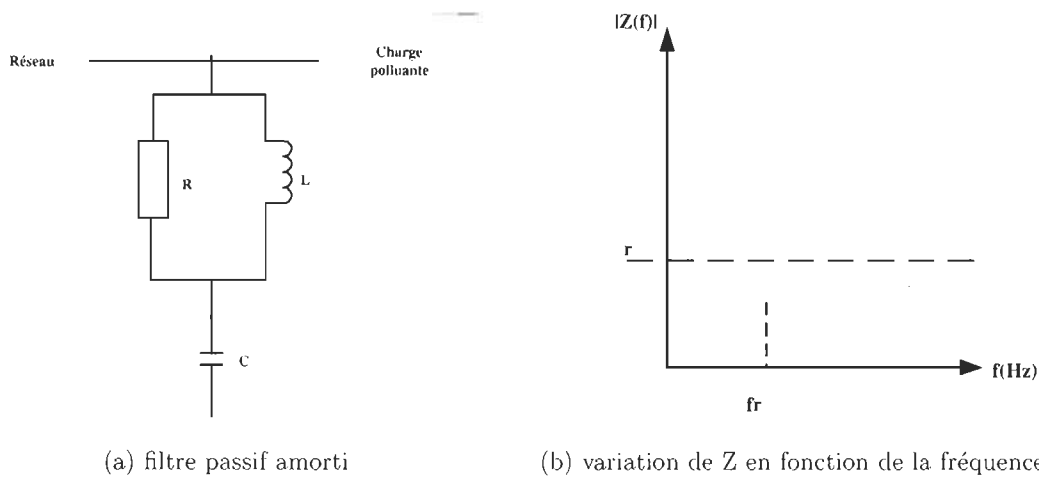 Réseau
Charge
polluante
R
L
C
(a) filtre passif amorti
|Z(f)|
r
f(Hz)
fr
(b) variation de Z en fonction de la fréquence